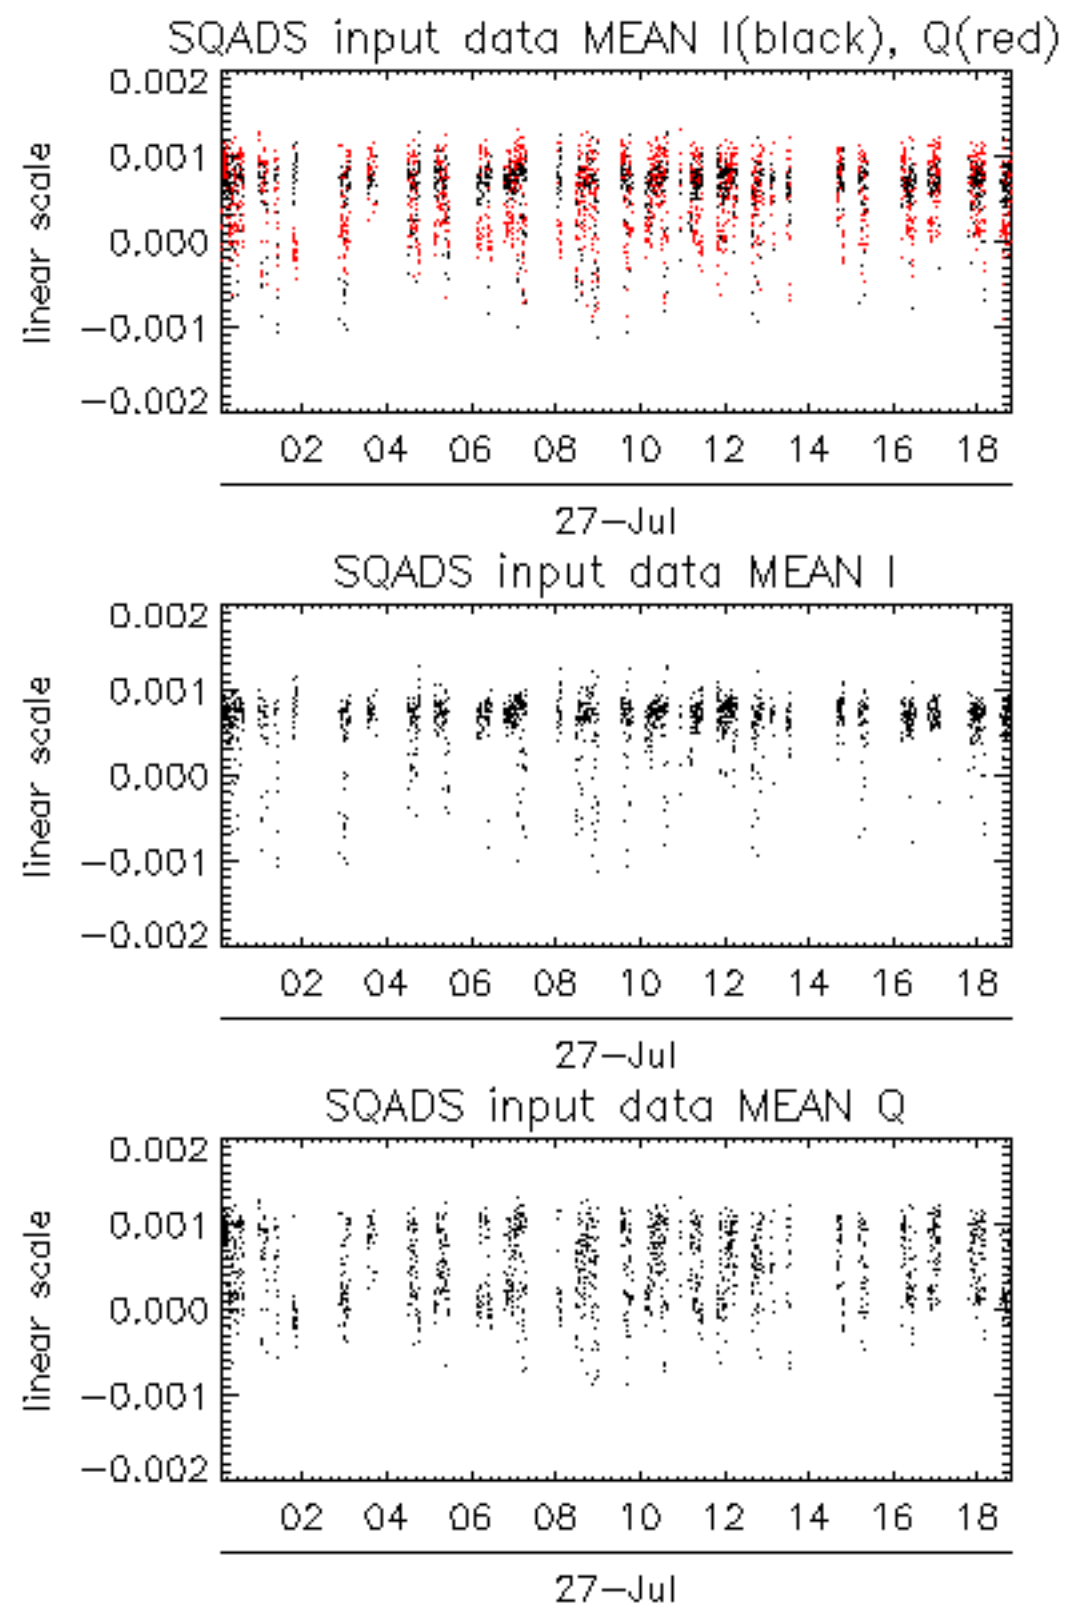 SQADS input data MEAN I(black), Q(red)
0.002
0.001
0.000
−0.001
−0.002
linear scale
02 04 06 08 10 12 14 16 18
27−Jul
SQADS input data MEAN I
0.002
0.001
0.000
−0.001
−0.002
linear scale
02 04 06 08 10 12 14 16 18
27−Jul
SQADS input data MEAN Q
0.002
0.001
0.000
−0.001
−0.002
linear scale
02 04 06 08 10 12 14 16 18
27−Jul